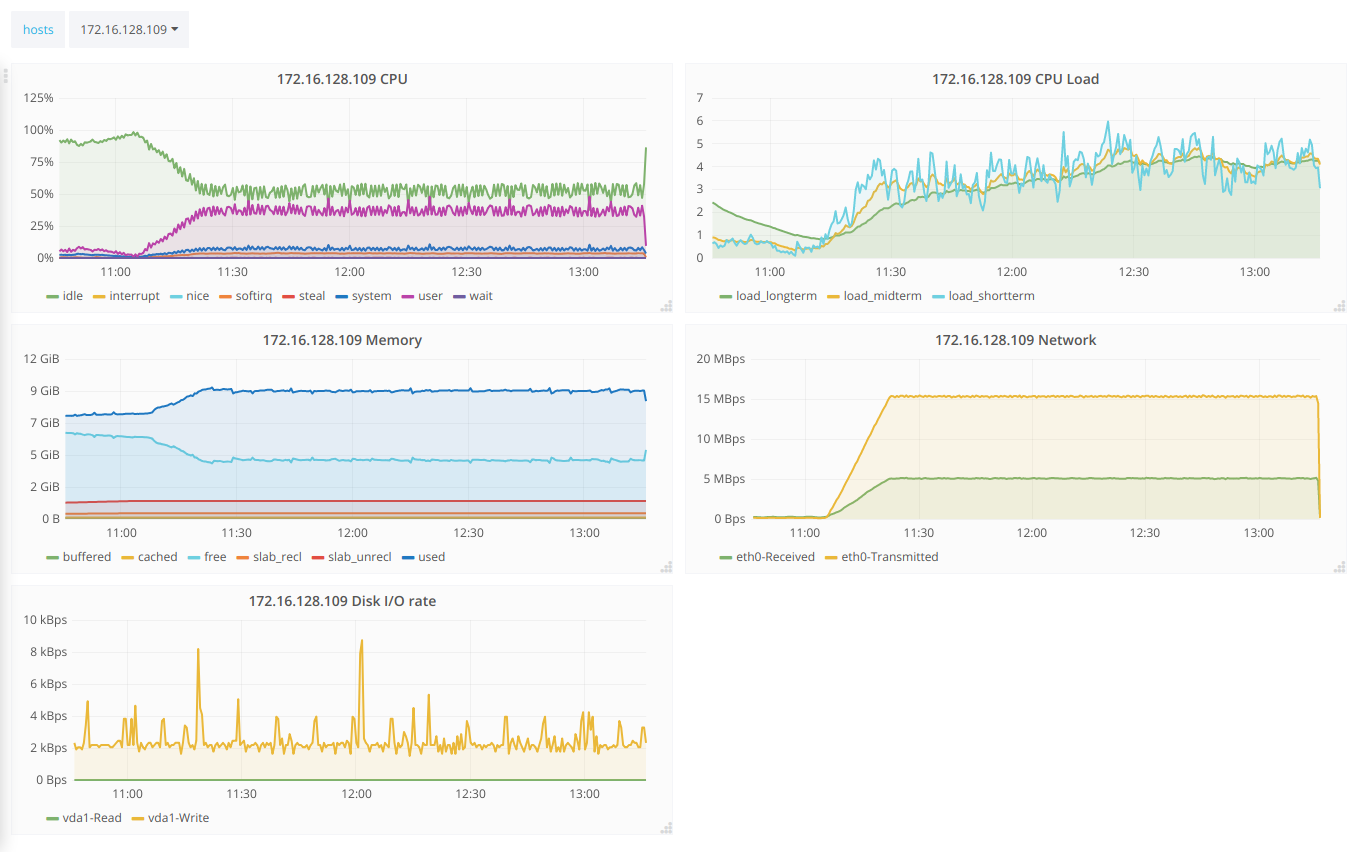 hosts 172.16.128.109
172.16.128.109 CPU
125%
100%
75%
50%
25%
0%
11:00 11:30 12:00 12:30 13:00
idle interrupt nice softirq steal system user wait
172.16.128.109 CPU Load
7
6
5
4
3
2
1
0
11:00 11:30 12:00 12:30 13:00
load_longterm load_midterm load_shortterm
172.16.128.109 Memory
12 GiB
9 GiB
7 GiB
5 GiB
2 GiB
0 B
11:00 11:30 12:00 12:30 13:00
buffered cached free slab_recl slab_unrecl used
172.16.128.109 Network
20 MBps
15 MBps
10 MBps
5 MBps
0 Bps
11:00 11:30 12:00 12:30 13:00
eth0-Received eth0-Transmitted
172.16.128.109 Disk I/O rate
10 kBps
8 kBps
6 kBps
4 kBps
2 kBps
0 Bps
11:00 11:30 12:00 12:30 13:00
vda1-Read vda1-Write